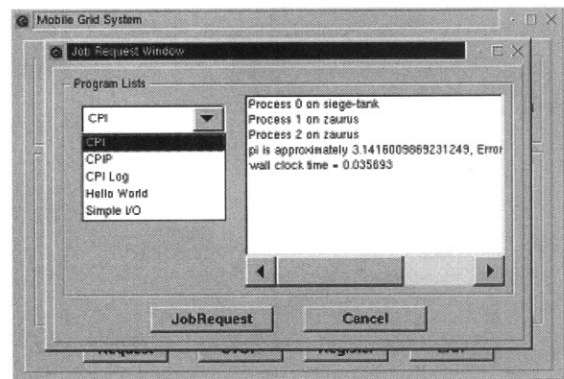 Mobile Grid System
Job Request Window
Program Lists
CPI
CPI
CPIP
CPI Log
Hello World
Simple I/O
Process 0 on siege-tank
Process 1 on zaurus
Process 2 on zaurus
pi is approximately 3.1416009869231249, Error
wall clock time = 0.035693
JobRequest
Cancel